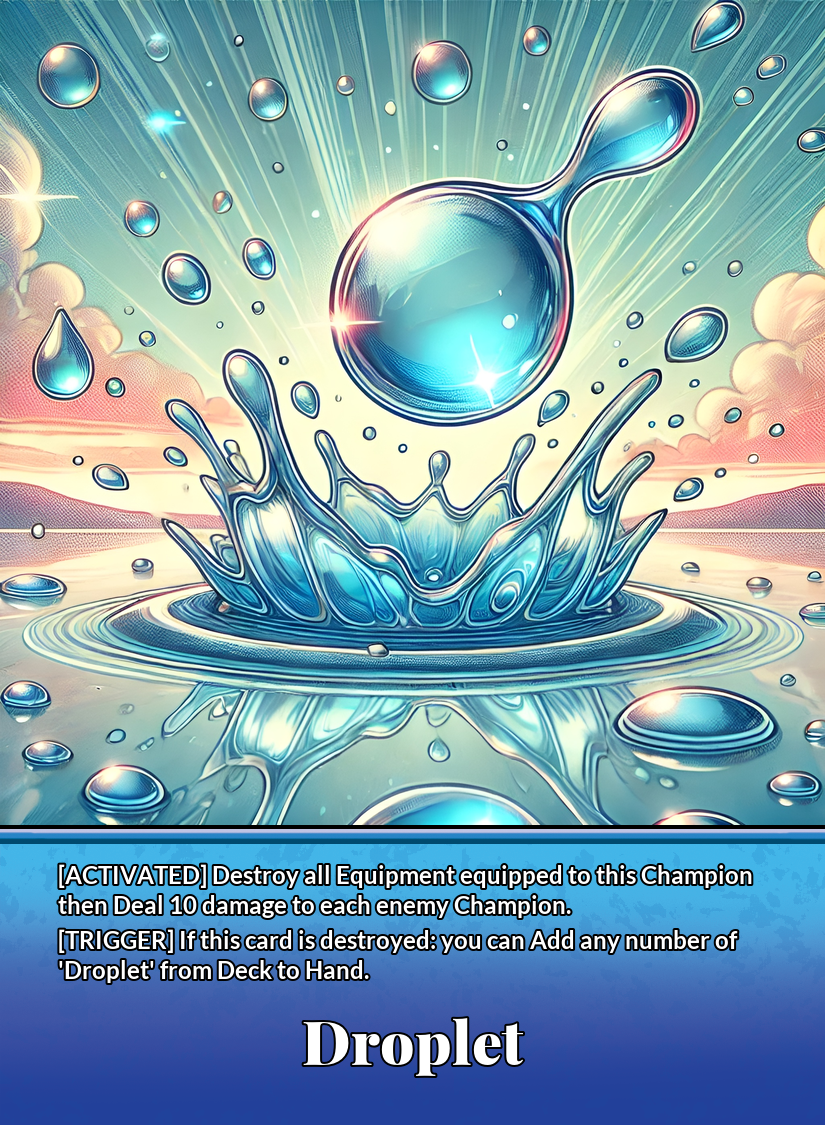 [ACTIVATED] Destroy all Equipment equipped to this Champion
then Deal 10 damage to each enemy Champion.
[TRIGGER] If this card is destroyed: you can Add any number of
'Droplet' from Deck to Hand.
Droplet